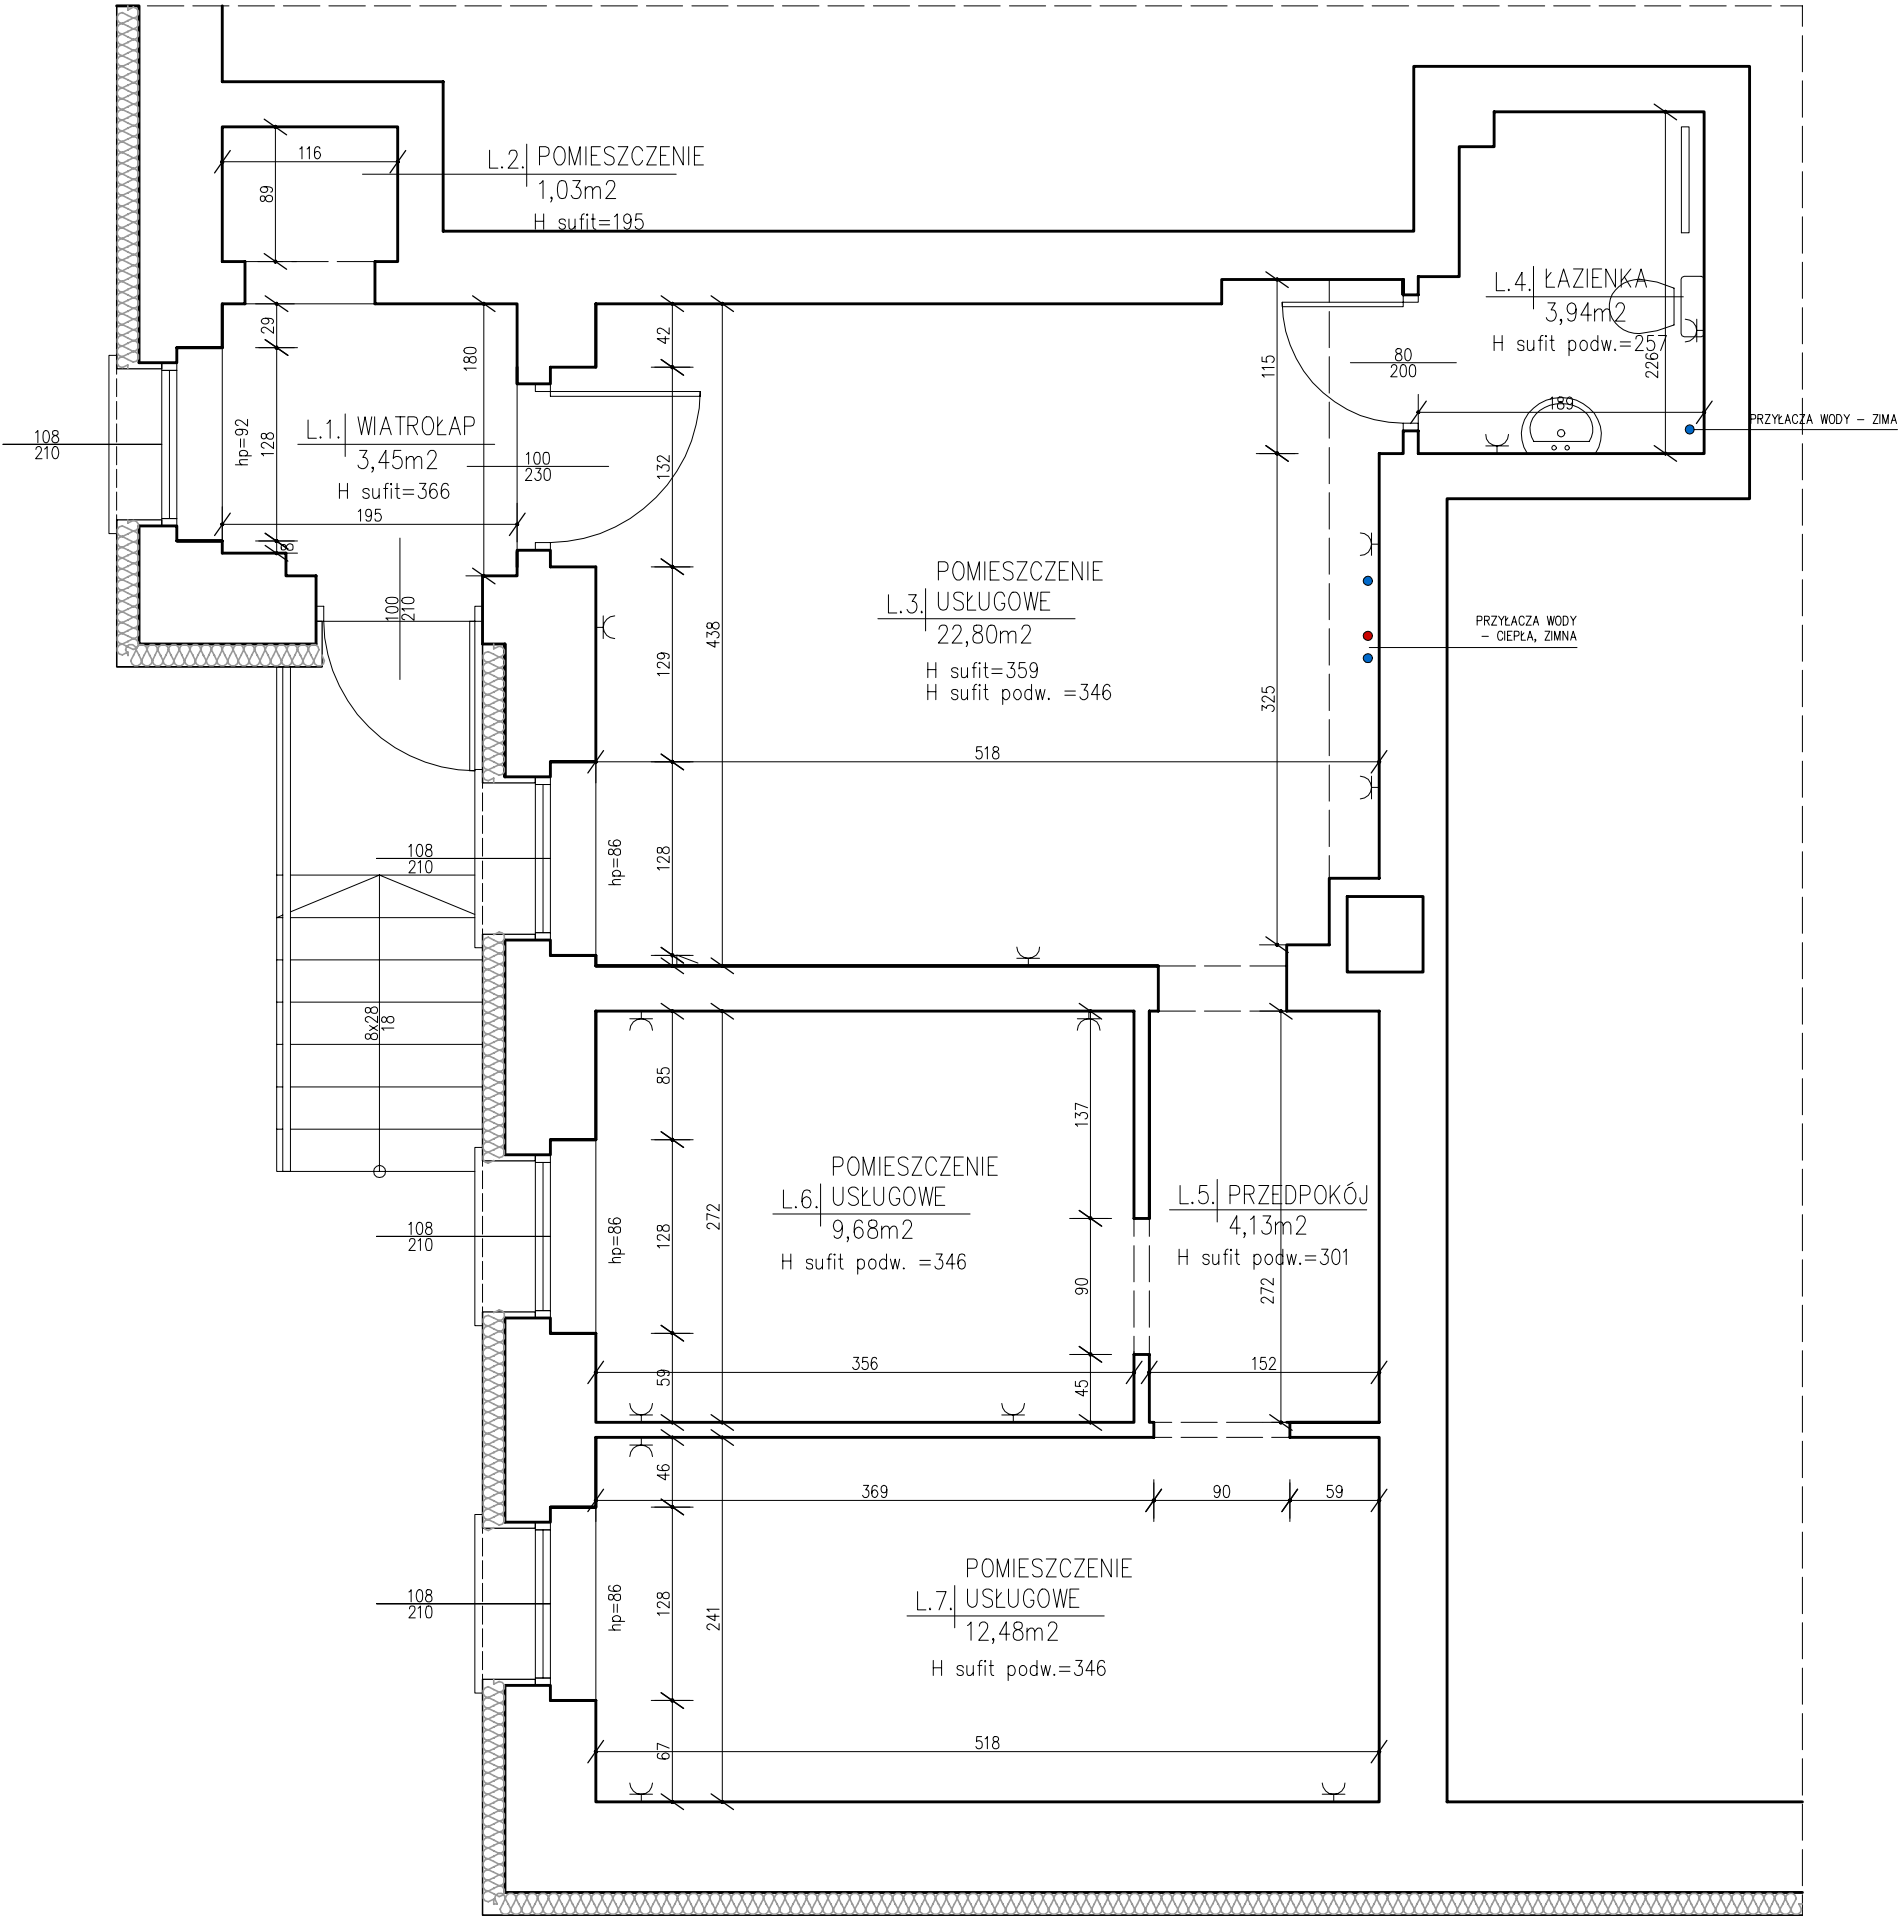 116
L.2. POMIESZCZENIE
1,03m2
H sufit=195
89
29
180
42
115
L.4. ŁAZIENKA
3,94m2
H sufit podw.=257
226
80
200
189
PRZYŁĄCZA WODY - ZIMA
108
210
hp=92
128
L.1. WIATROŁAP
3,45m2
H sufit=366
195
8
100
230
132
100
210
POMIESZCZENIE
L.3. USŁUGOWE
22,80m2
H sufit=359
H sufit podw. =346
129
438
325
PRZYŁĄCZA WODY
- CIEPŁA, ZIMNA
518
108
210
hp=86
128
8x28
18
85
137
POMIESZCZENIE
L.6. USŁUGOWE
9,68m2
H sufit podw. =346
L.5. PRZEDPOKÓJ
4,13m2
H sufit podw.=301
108
210
hp=86
128
272
90
272
59
356
45
152
46
369
90
59
POMIESZCZENIE
L.7. USŁUGOWE
12,48m2
H sufit podw.=346
108
210
hp=86
128
241
67
518